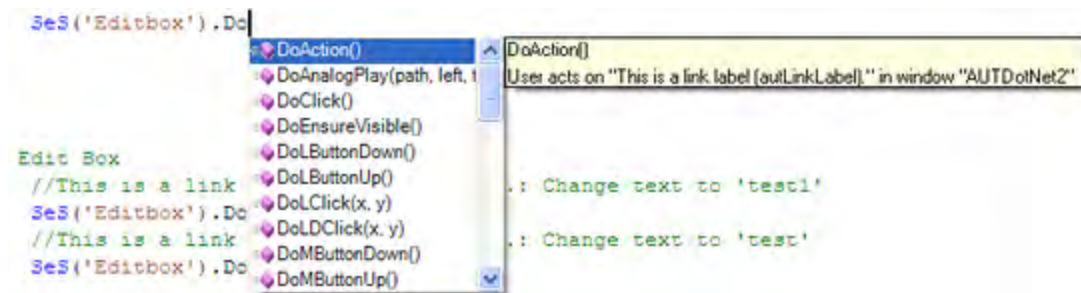 SeS('Editbox').Do
DoAction()
DoAnalogPlay(path, left, t
DoClick()
DoEnsureVisible()
DoLButtonDown()
DoLButtonUp()
DoLClick(x, y)
DoLDClick(x, y)
DoMButtonDown()
DoMButtonUp()
DoAction()
User acts on "This is a link label (autLinkLabel)." in window "AUTDotNet2"
Edit Box
//This is a link .: Change text to 'test1'
SeS('Editbox').Do
//This is a link .: Change text to 'test'
SeS('Editbox').Do